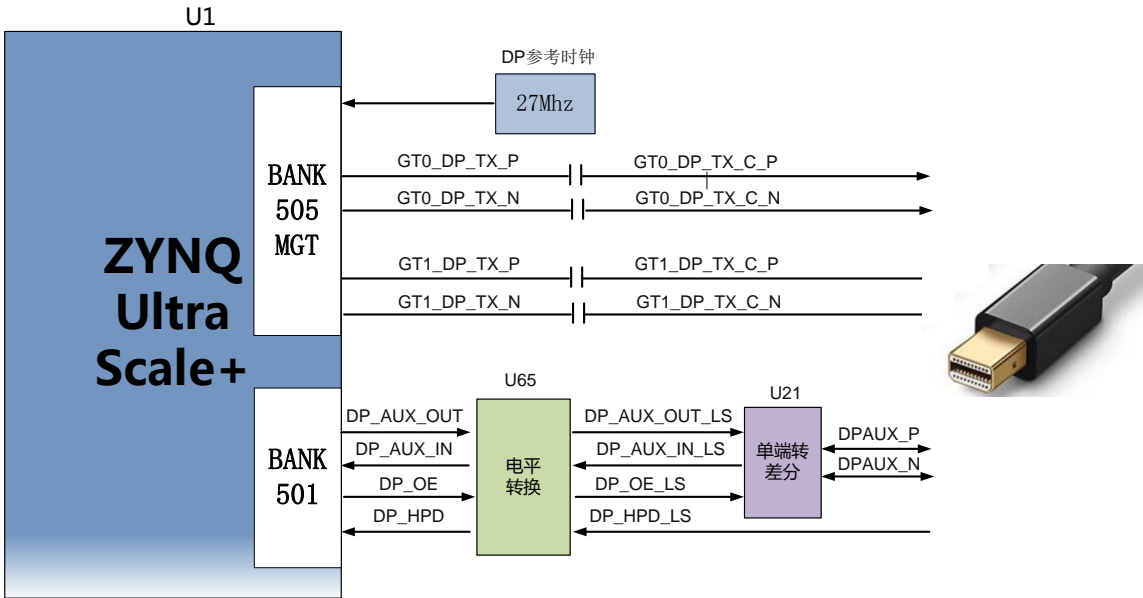 U1
DP参考时钟
27Mhz
BANK
505
MGT
GT0_DP_TX_P
GT0_DP_TX_C_P
GT0_DP_TX_N
GT0_DP_TX_C_N
GT1_DP_TX_P
GT1_DP_TX_C_P
GT1_DP_TX_N
GT1_DP_TX_C_N
ZYNQ
Ultra
Scale+
BANK
501
U65
U21
DP_AUX_OUT
DP_AUX_IN
DP_OE
DP_HPD
电平
转换
DP_AUX_OUT_LS
DP_AUX_IN_LS
DP_OE_LS
DP_HPD_LS
单端转
差分
DPAUX_P
DPAUX_N